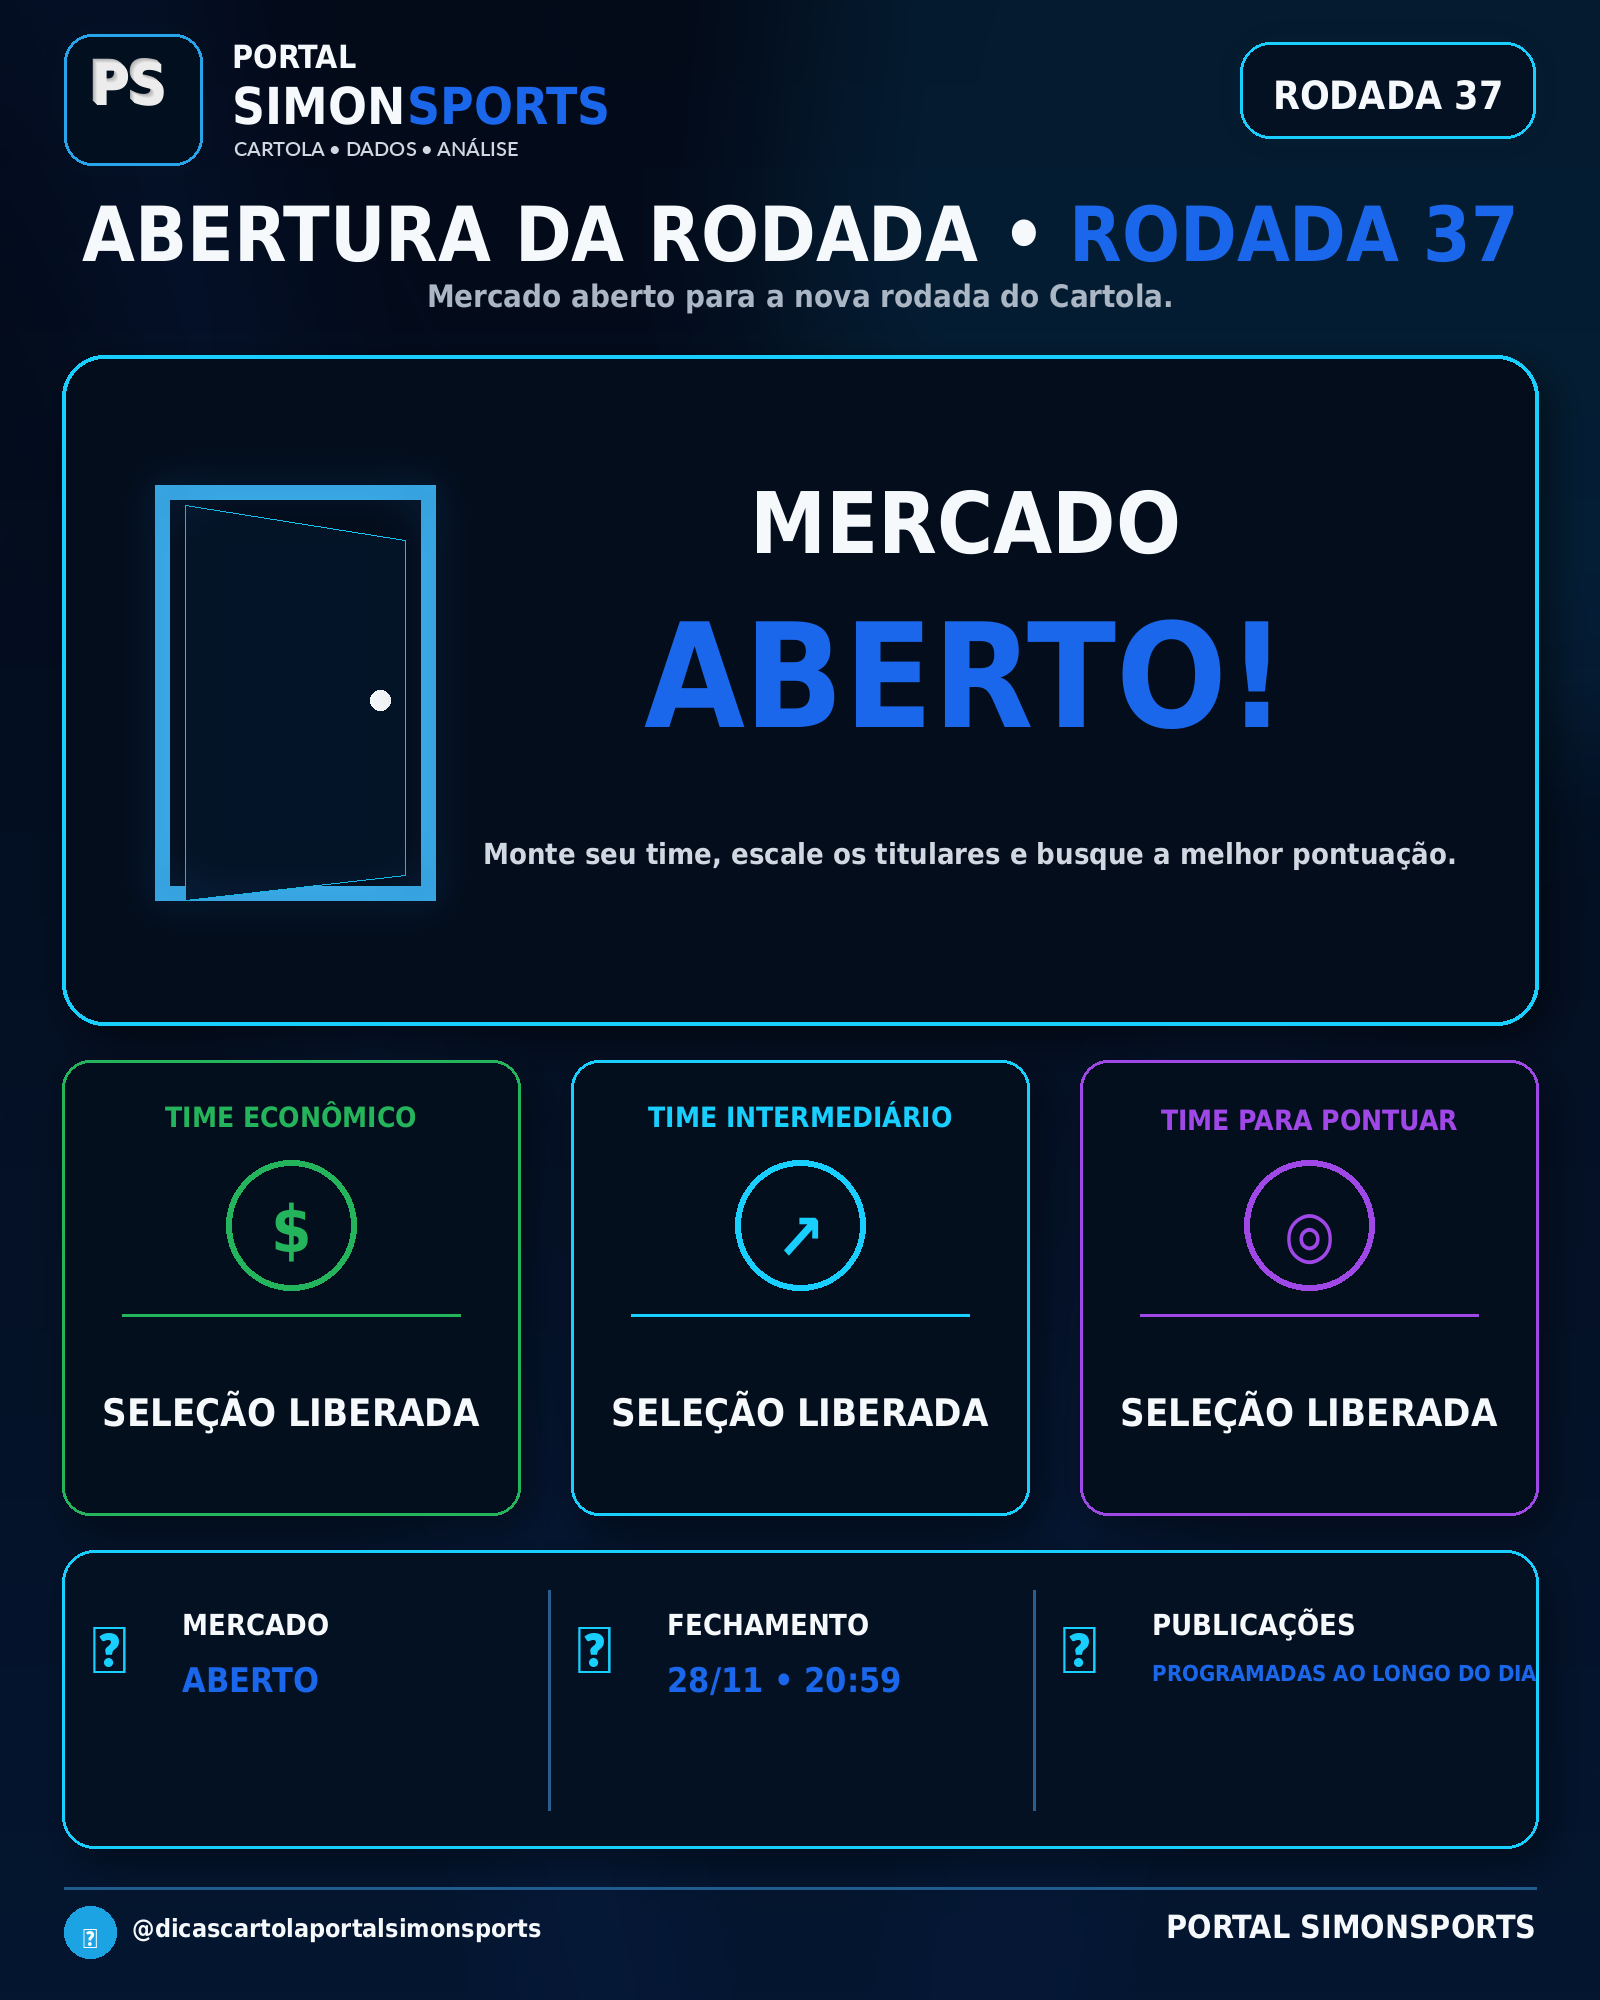 PS
PORTAL
SIMONSPORTS
CARTOLA • DADOS • ANÁLISE
RODADA 37
ABERTURA DA RODADA • RODADA 37
Mercado aberto para a nova rodada do Cartola.
MERCADO
ABERTO!
Monte seu time, escale os titulares e busque a melhor pontuação.
TIME ECONÔMICO
$
SELEÇÃO LIBERADA
TIME INTERMEDIÁRIO
↗
SELEÇÃO LIBERADA
TIME PARA PONTUAR
◎
SELEÇÃO LIBERADA
MERCADO
ABERTO
FECHAMENTO
28/11 • 20:59
PUBLICAÇÕES
PROGRAMADAS AO LONGO DO DIA
@dicascartolaportalsimonsports
PORTAL SIMONSPORTS